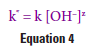 k″ = k [OH⁻]ᶻ
Equation 4